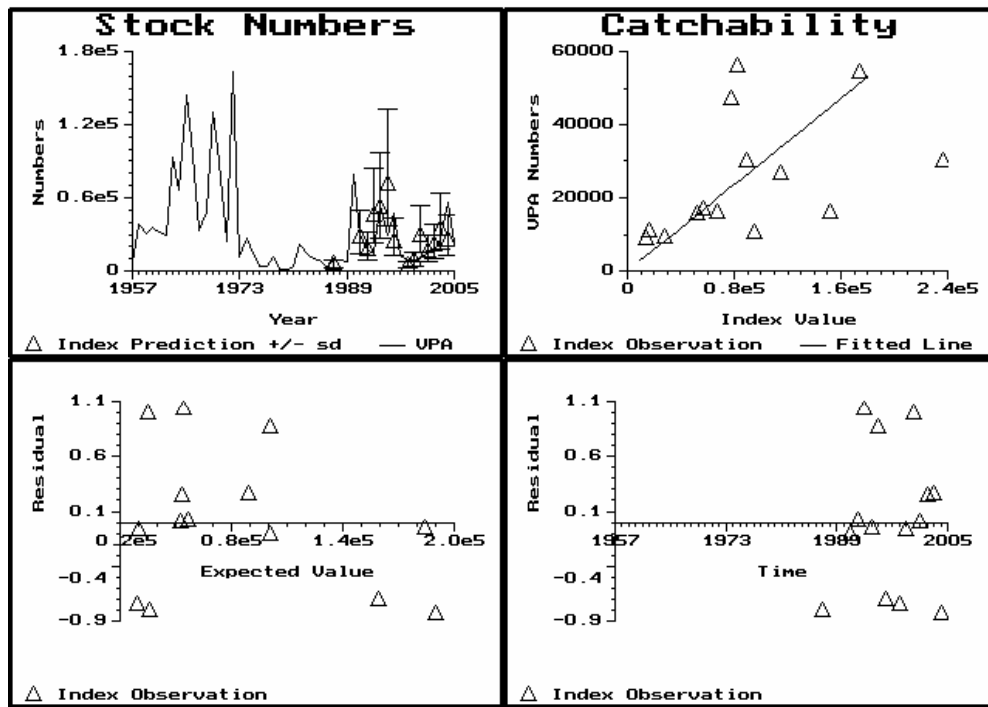 Stock Numbers
1.8e5
1.2e5
0.6e5
0
Numbers
1957 1973 1989 2005
Year
△ Index Prediction +/- sd — VPA
Catchability
60000
40000
20000
0
VPA Numbers
0 0.8e5 1.6e5 2.4e5
Index Value
△ Index Observation — Fitted Line
1.1
0.6
0.1
-0.4
-0.9
Residual
0.2e5 0.8e5 1.4e5 2.0e5
Expected Value
△ Index Observation
1.1
0.6
0.1
-0.4
-0.9
Residual
1957 1973 1989 2005
Time
△ Index Observation